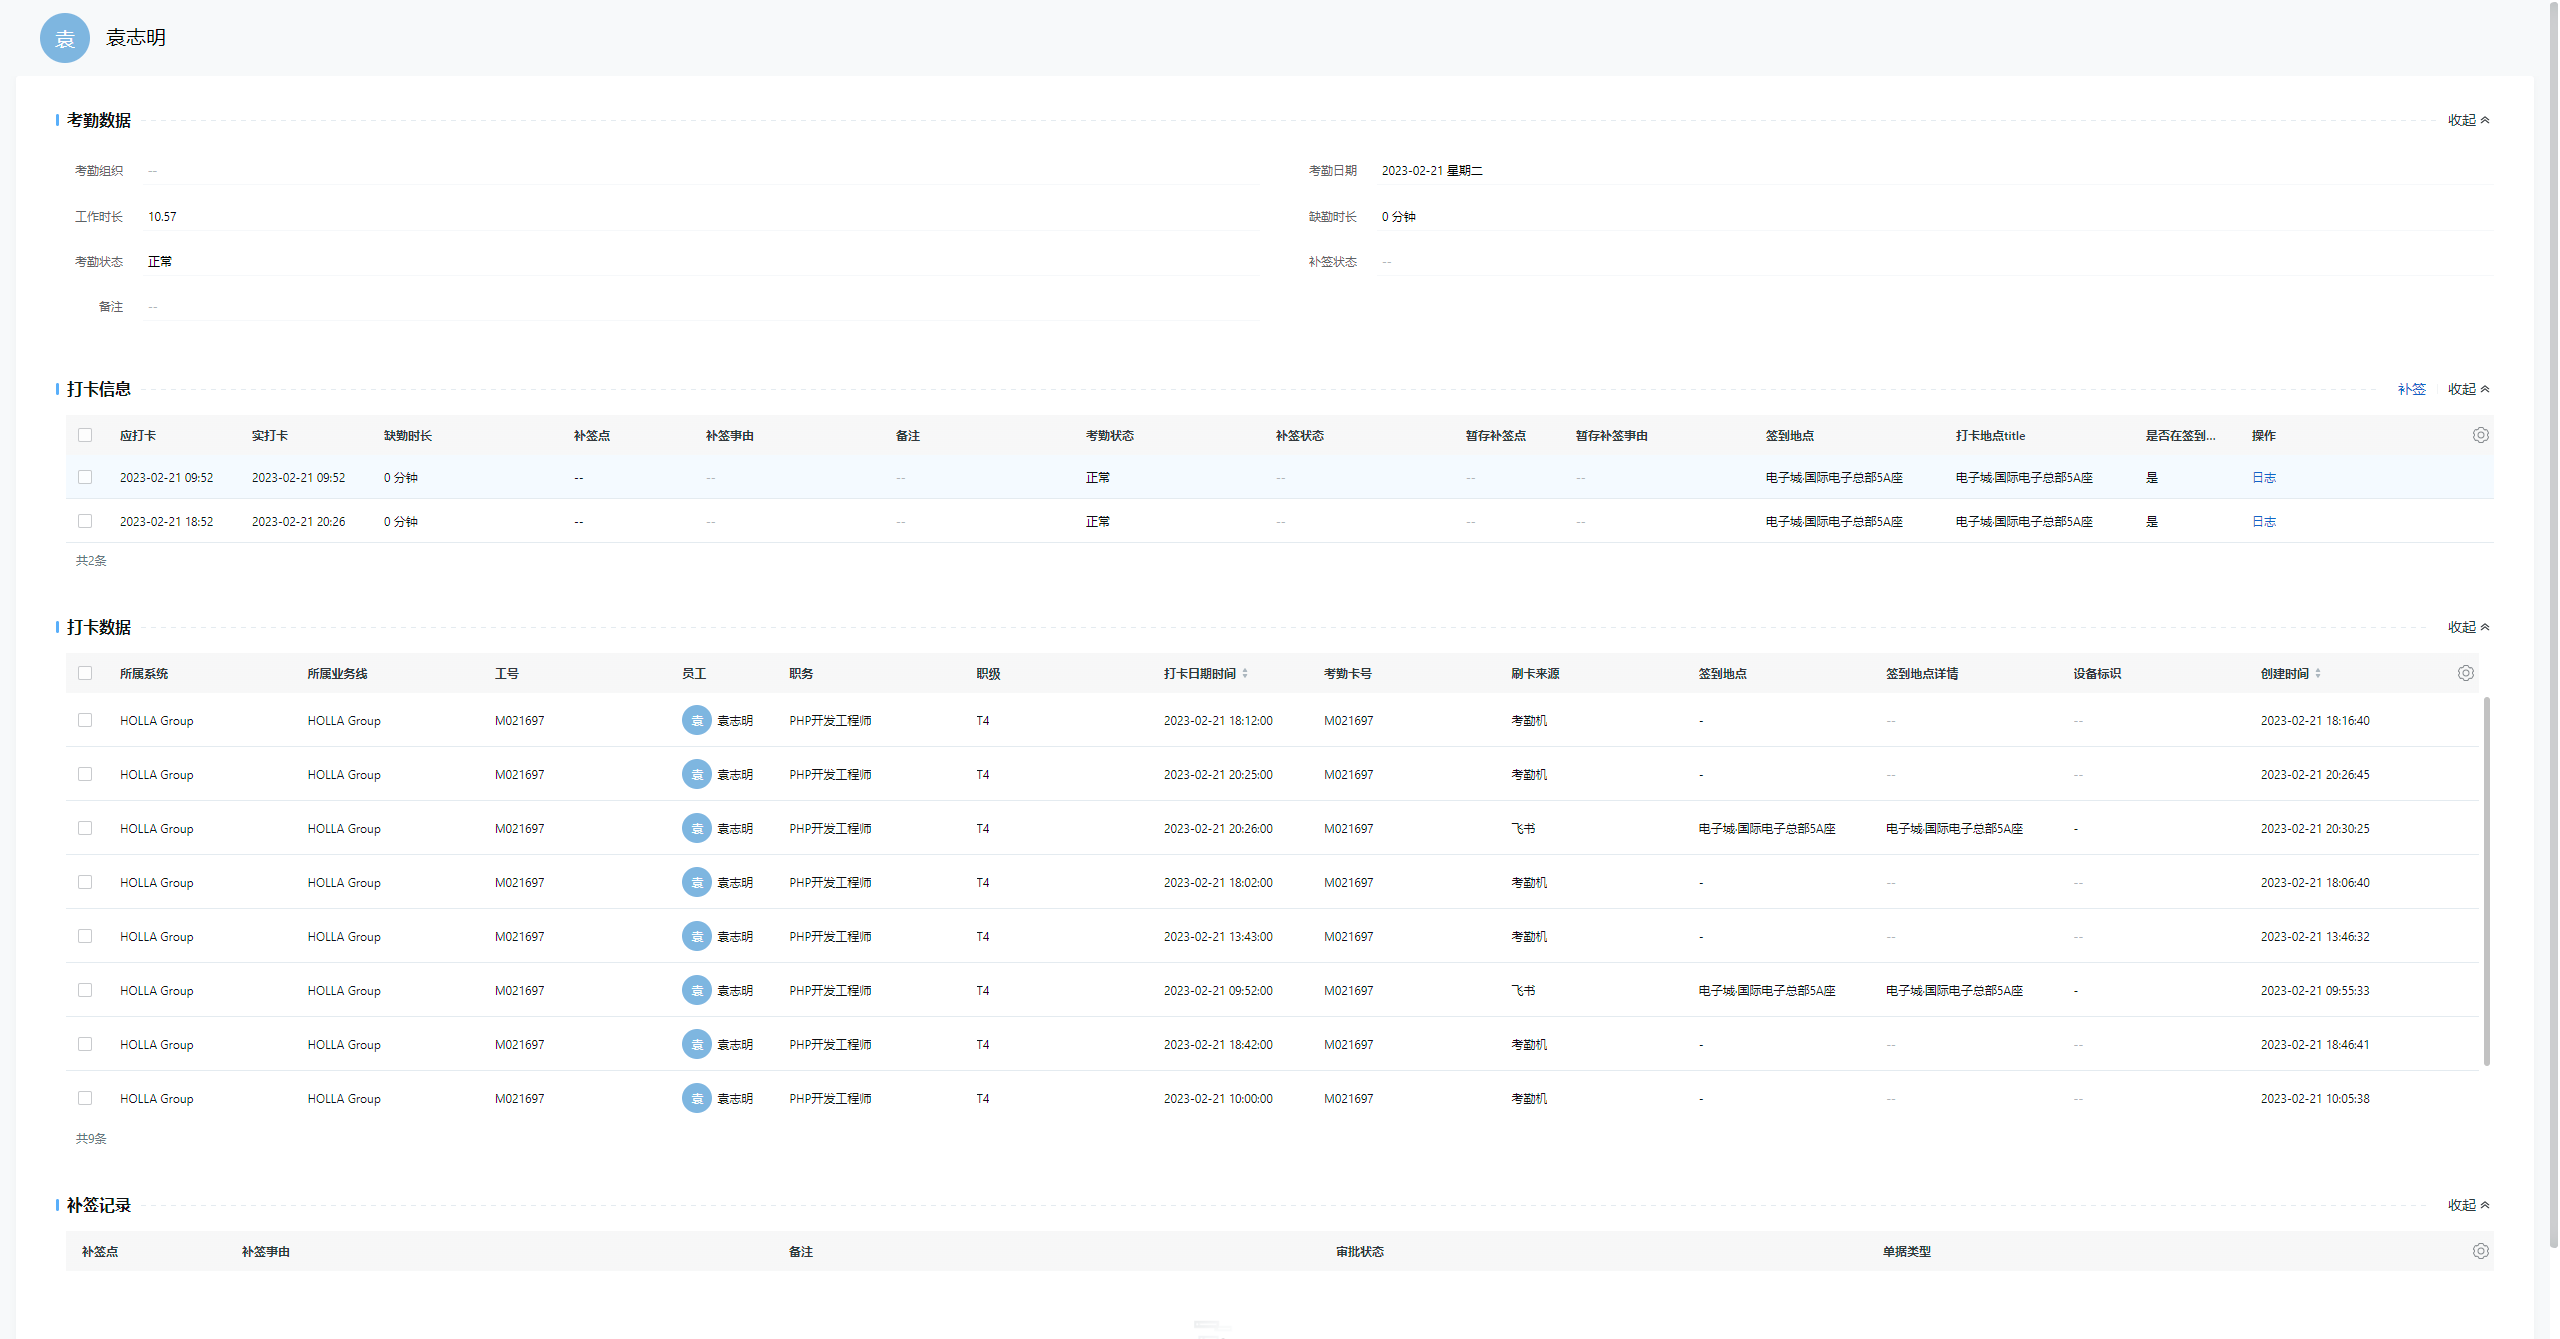 袁 袁志明
考勤数据 收起
考勤组织 -- 考勤日期 2023-02-21 星期二
工作时长 10.57 缺勤时长 0 分钟
考勤状态 正常 补签状态 --
备注 --
打卡信息 补签 收起
应打卡 实打卡 缺勤时长 补签点 补签事由 备注 考勤状态 补签状态 暂存补签点 暂存补签事由 签到地点 打卡地点title 是否在签到... 操作
2023-02-21 09:52 2023-02-21 09:52 0 分钟 -- -- -- 正常 -- -- -- 电子城·国际电子总部5A座 电子城·国际电子总部5A座 是 日志
2023-02-21 18:52 2023-02-21 20:26 0 分钟 -- -- -- 正常 -- -- -- 电子城·国际电子总部5A座 电子城·国际电子总部5A座 是 日志
共2条
打卡数据 收起
所属系统 所属业务线 工号 员工 职务 职级 打卡日期时间 考勤卡号 刷卡来源 签到地点 签到地点详情 设备标识 创建时间
HOLLA Group HOLLA Group M021697 袁 袁志明 PHP开发工程师 T4 2023-02-21 18:12:00 M021697 考勤机 - -- -- 2023-02-21 18:16:40
HOLLA Group HOLLA Group M021697 袁 袁志明 PHP开发工程师 T4 2023-02-21 20:25:00 M021697 考勤机 - -- -- 2023-02-21 20:26:45
HOLLA Group HOLLA Group M021697 袁 袁志明 PHP开发工程师 T4 2023-02-21 20:26:00 M021697 飞书 电子城·国际电子总部5A座 电子城·国际电子总部5A座 - 2023-02-21 20:30:25
HOLLA Group HOLLA Group M021697 袁 袁志明 PHP开发工程师 T4 2023-02-21 18:02:00 M021697 考勤机 - -- -- 2023-02-21 18:06:40
HOLLA Group HOLLA Group M021697 袁 袁志明 PHP开发工程师 T4 2023-02-21 13:43:00 M021697 考勤机 - -- -- 2023-02-21 13:46:32
HOLLA Group HOLLA Group M021697 袁 袁志明 PHP开发工程师 T4 2023-02-21 09:52:00 M021697 飞书 电子城·国际电子总部5A座 电子城·国际电子总部5A座 - 2023-02-21 09:55:33
HOLLA Group HOLLA Group M021697 袁 袁志明 PHP开发工程师 T4 2023-02-21 18:42:00 M021697 考勤机 - -- -- 2023-02-21 18:46:41
HOLLA Group HOLLA Group M021697 袁 袁志明 PHP开发工程师 T4 2023-02-21 10:00:00 M021697 考勤机 - -- -- 2023-02-21 10:05:38
共9条
补签记录 收起
补签点 补签事由 备注 审批状态 单据类型